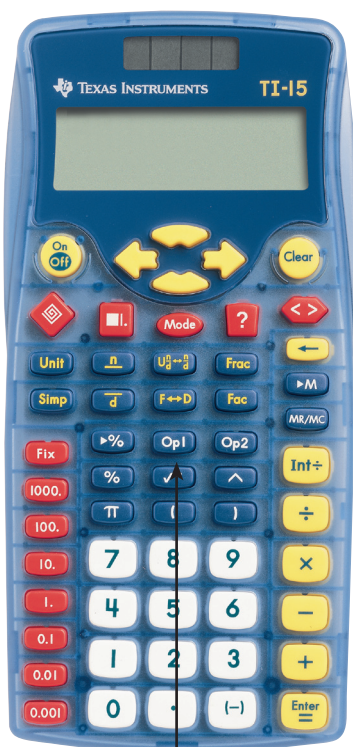 TEXAS INSTRUMENTS TI-15
On Off Clear
Mode ? < >
Unit n U n/d ↔ n/d Frac ←
Simp d F↔D Fac ▸M
▸% Op1 Op2 MR/MC
Fix % √ ^ Int÷
1000. π ( ) ÷
100.
10. 7 8 9 ×
1. 4 5 6 −
0.1
0.01 1 2 3 +
0.001 0 . (−) Enter =